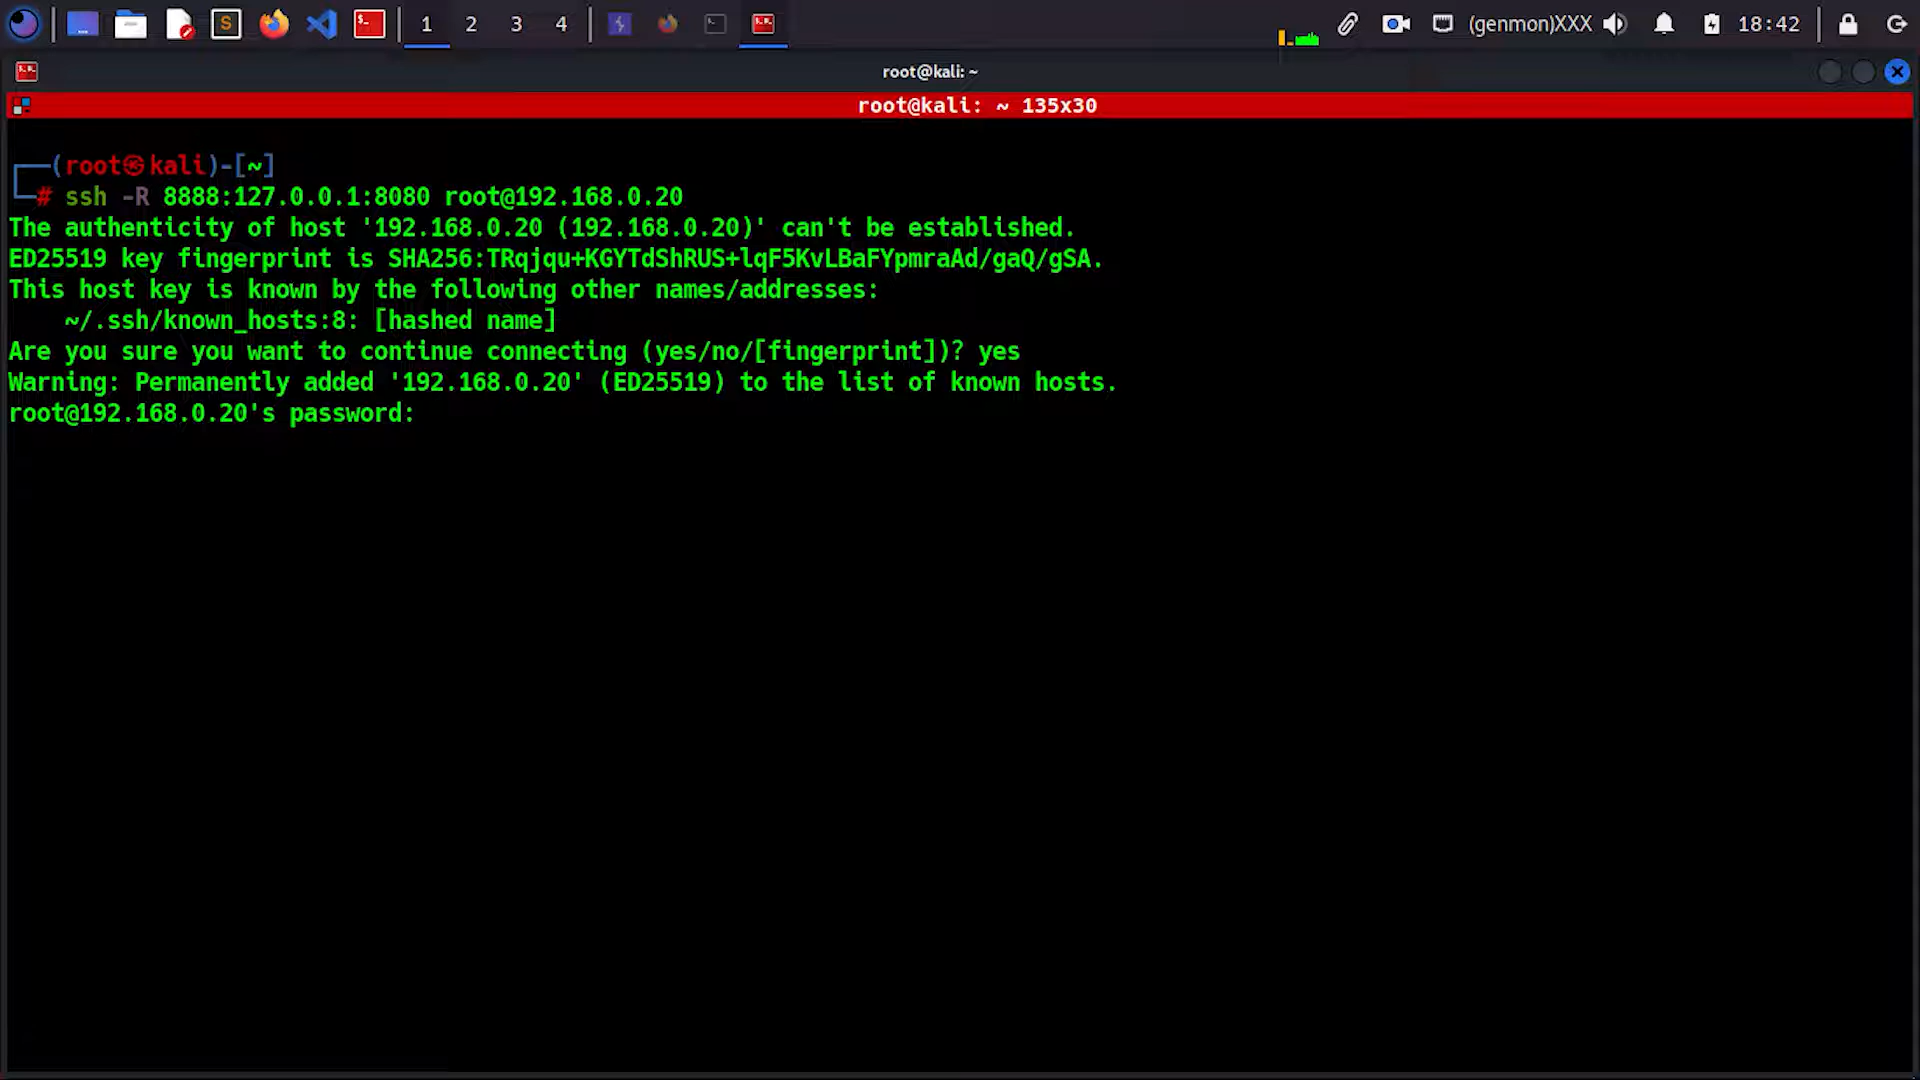 1 2 3 4 (genmon)XXX 18:42
root@kali: ~
root@kali: ~ 135x30
┌──(root㉿kali)-[~]
└─# ssh -R 8888:127.0.0.1:8080 root@192.168.0.20
The authenticity of host '192.168.0.20 (192.168.0.20)' can't be established.
ED25519 key fingerprint is SHA256:TRqjqu+KGYTdShRUS+lqF5KvLBaFYpmraAd/gaQ/gSA.
This host key is known by the following other names/addresses:
    ~/.ssh/known_hosts:8: [hashed name]
Are you sure you want to continue connecting (yes/no/[fingerprint])? yes
Warning: Permanently added '192.168.0.20' (ED25519) to the list of known hosts.
root@192.168.0.20's password: